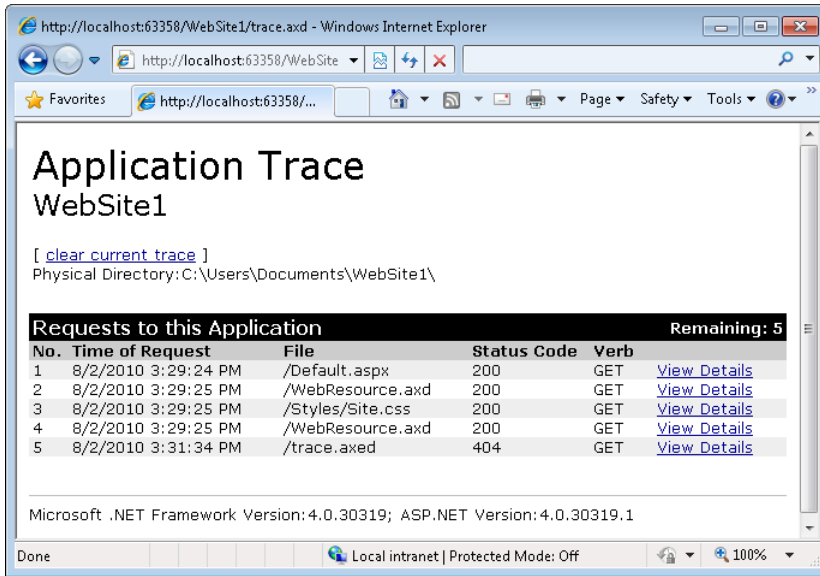 http://localhost:63358/WebSite1/trace.axd - Windows Internet Explorer
http://localhost:63358/WebSite
Favorites http://localhost:63358/... Page Safety Tools
Application Trace
WebSite1
[ clear current trace ]
Physical Directory:C:\Users\Documents\WebSite1\
Requests to this Application Remaining: 5
No. Time of Request File Status Code Verb
1 8/2/2010 3:29:24 PM /Default.aspx 200 GET View Details
2 8/2/2010 3:29:25 PM /WebResource.axd 200 GET View Details
3 8/2/2010 3:29:25 PM /Styles/Site.css 200 GET View Details
4 8/2/2010 3:29:25 PM /WebResource.axd 200 GET View Details
5 8/2/2010 3:31:34 PM /trace.axed 404 GET View Details
Microsoft .NET Framework Version:4.0.30319; ASP.NET Version:4.0.30319.1
Done Local intranet | Protected Mode: Off 100%